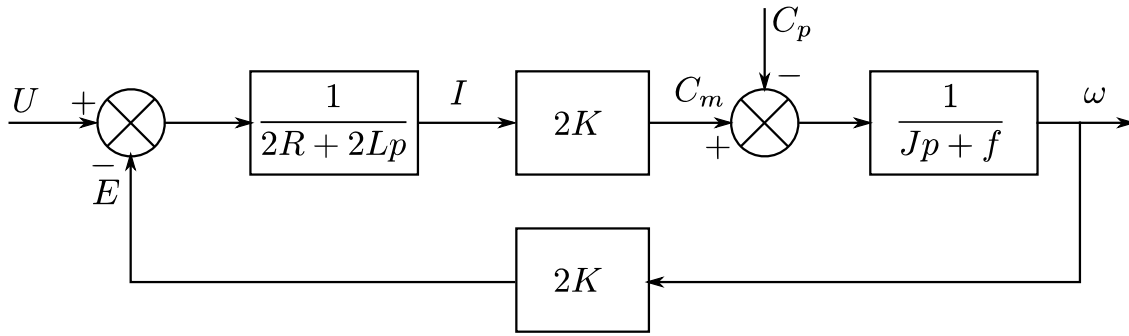 C_p
U + 1 I C_m − 1 ω
2R + 2Lp 2K + Jp + f
−
E
2K